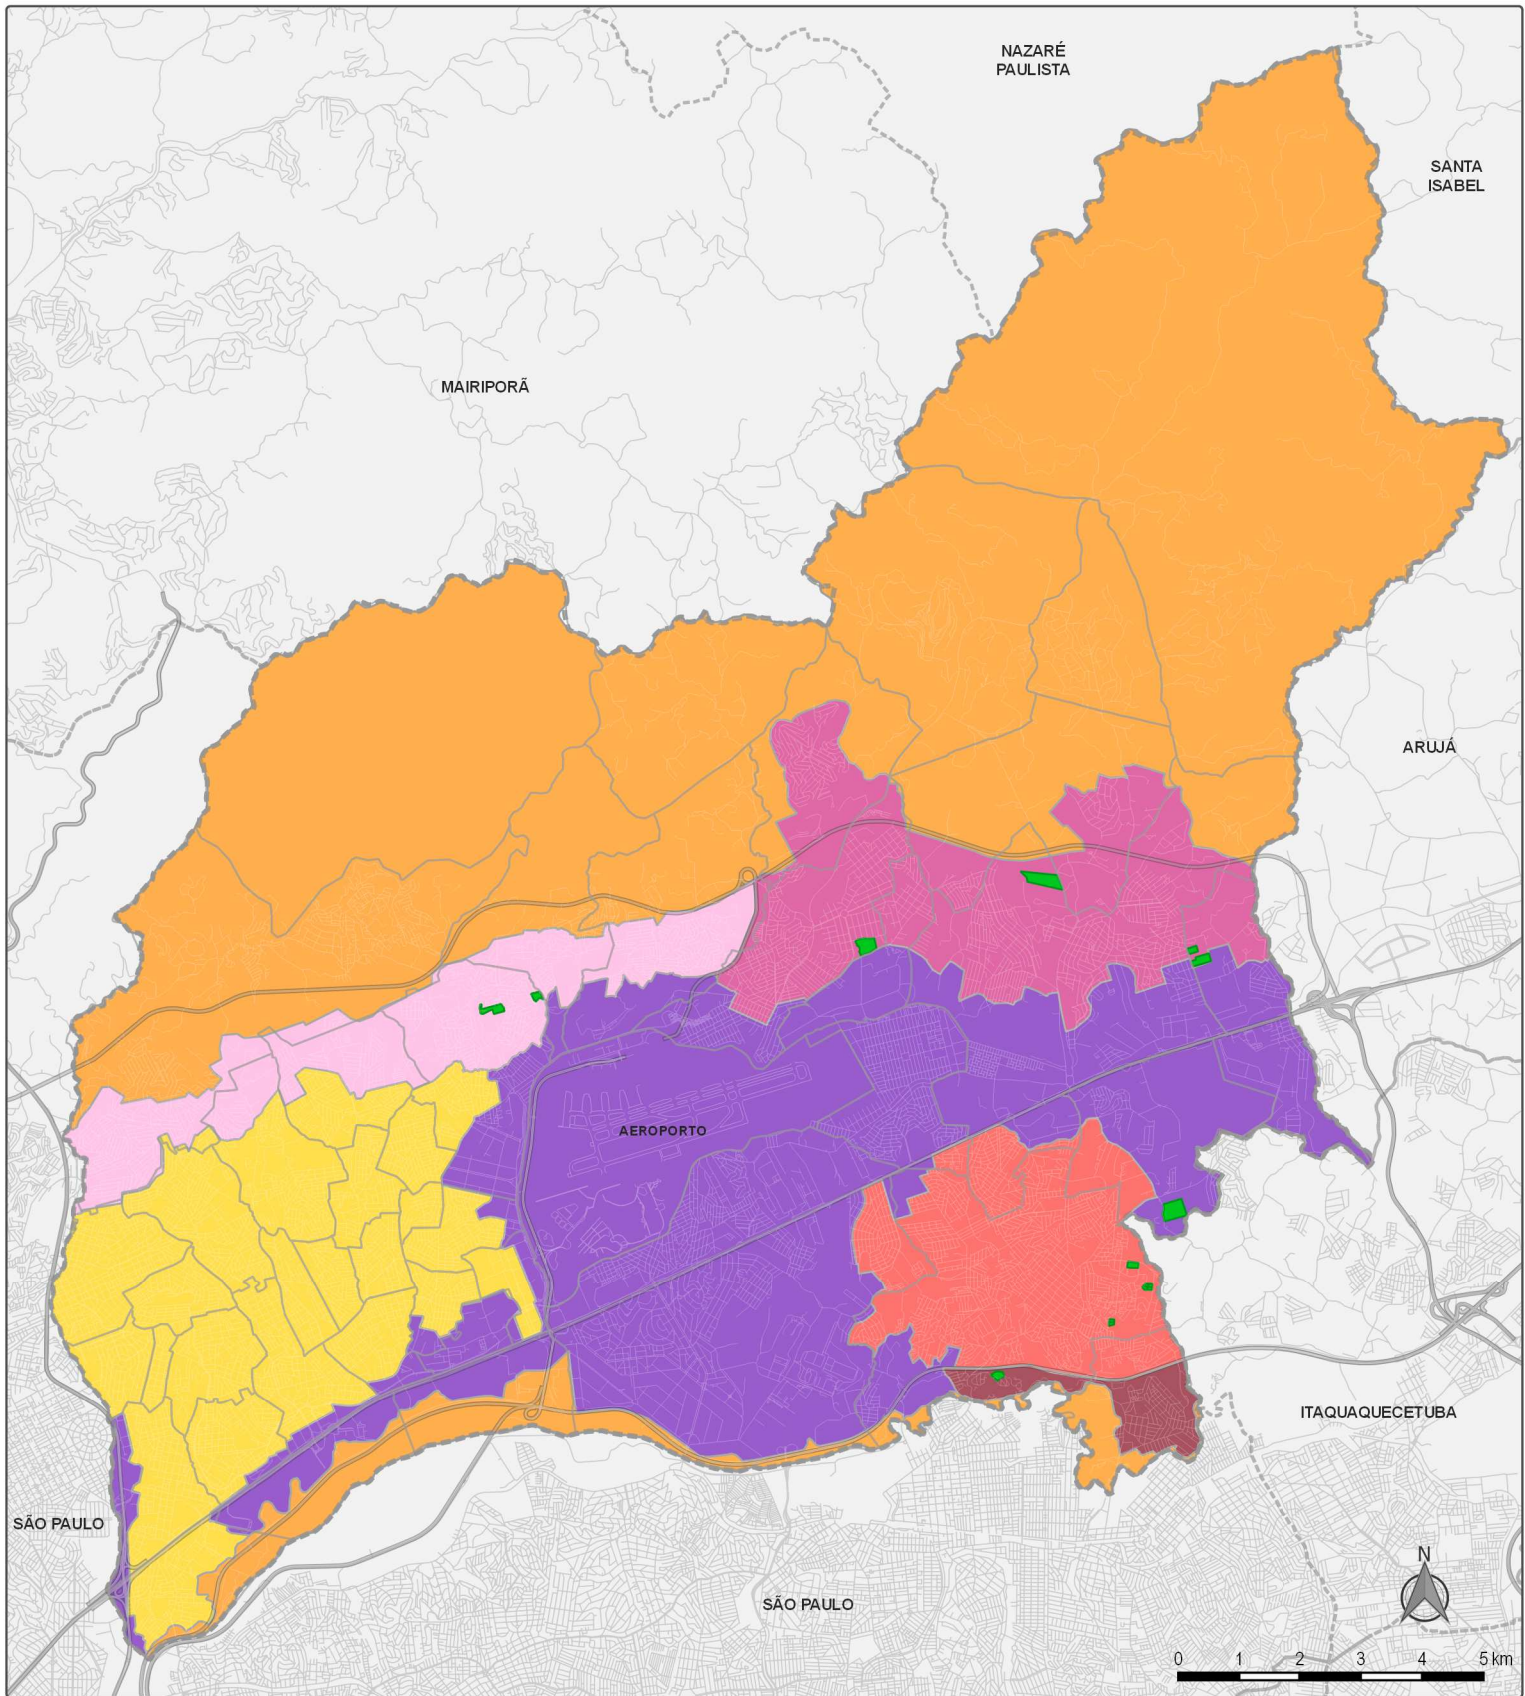 NAZARÉ
PAULISTA
SANTA
ISABEL
MAIRIPORÃ
ARUJÁ
AEROPORTO
ITAQUAQUECETUBA
SÃO PAULO
SÃO PAULO
N
0 1 2 3 4 5 km